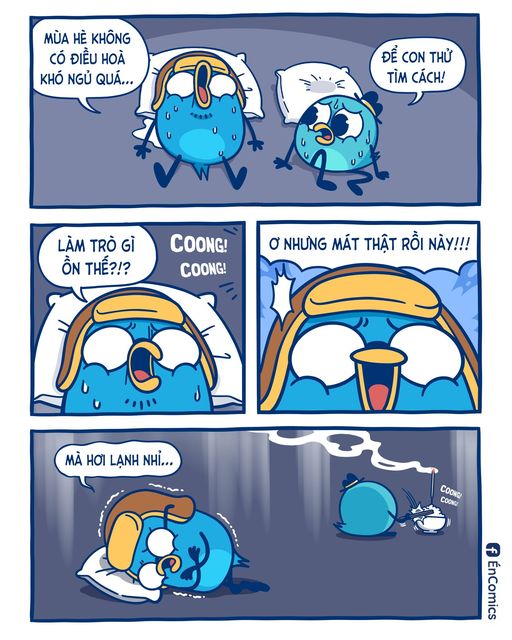 MÙA HÈ KHÔNG
CÓ ĐIỀU HOÀ
KHÓ NGỦ QUÁ...
ĐỂ CON THỬ
TÌM CÁCH!
LÀM TRÒ GÌ
ỒN THẾ?!?
COONG!
COONG!
Ơ NHƯNG MÁT THẬT RỒI NÀY!!!
MÀ HƠI LẠNH NHỈ...
COONG!
COONG!
ÉnComics